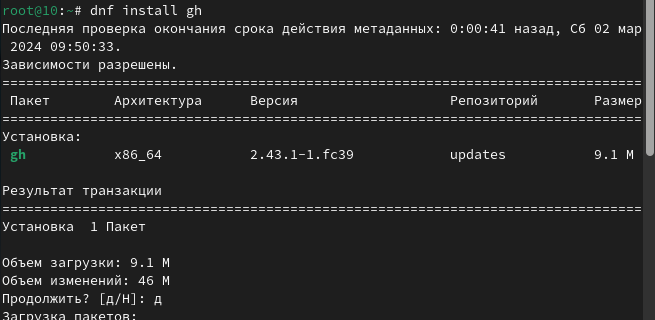 root@10:~# dnf install gh
Последняя проверка окончания срока действия метаданных: 0:00:41 назад, Сб 02 мар
 2024 09:50:33.
Зависимости разрешены.
================================================================================
 Пакет        Архитектура      Версия                   Репозиторий       Размер
================================================================================
Установка:
 gh           x86_64           2.43.1-1.fc39            updates           9.1 M

Результат транзакции
================================================================================
Установка  1 Пакет

Объем загрузки: 9.1 M
Объем изменений: 46 M
Продолжить? [д/Н]: д
Загрузка пакетов: